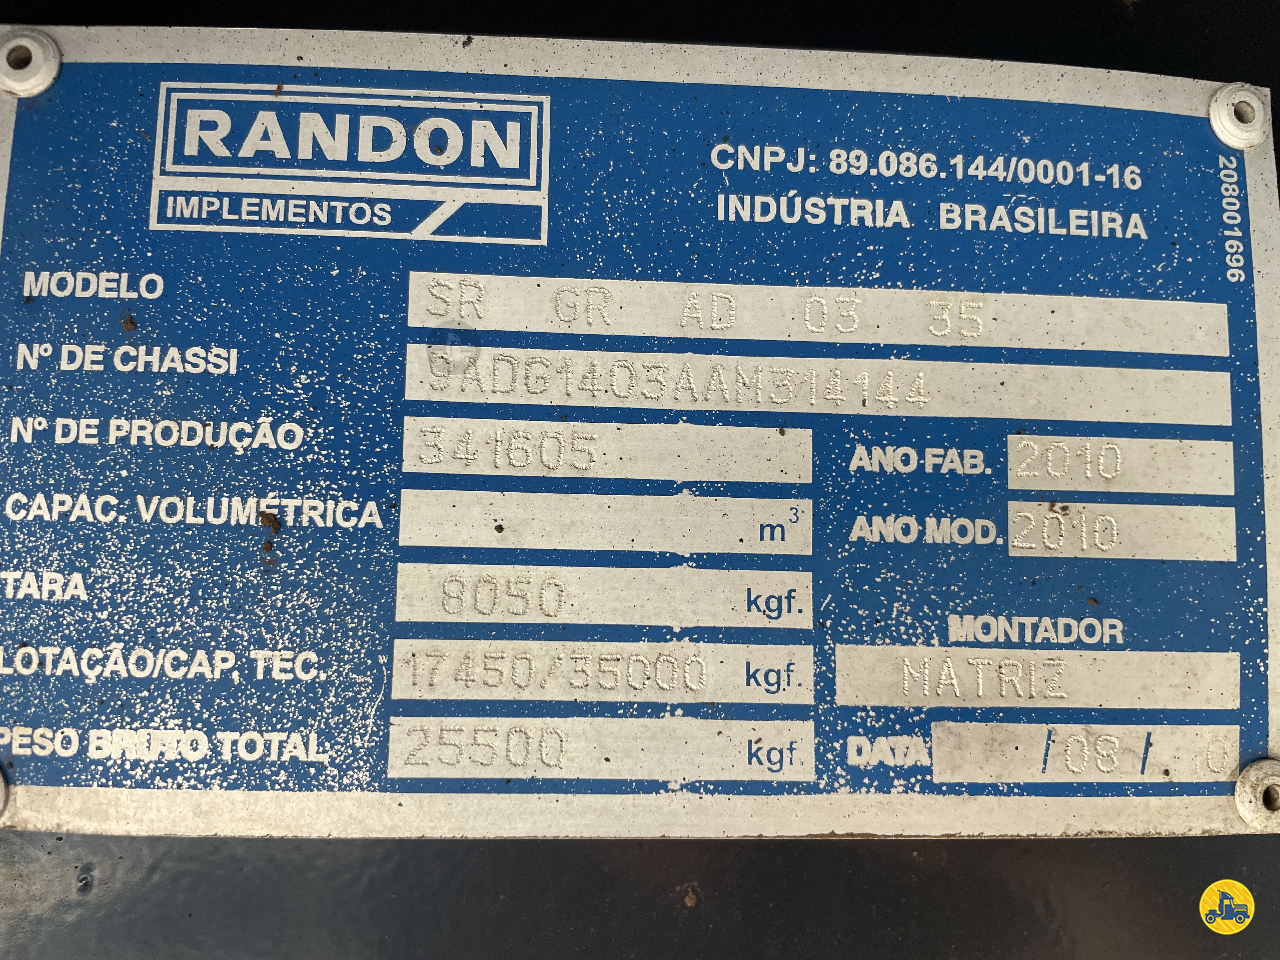 RANDON
IMPLEMENTOS
CNPJ: 89.086.144/0001-16
INDÚSTRIA BRASILEIRA
208001696
MODELO SR GR AD 03 35
Nº DE CHASSI 9ADG1403AAM314144
Nº DE PRODUÇÃO 341605 ANO FAB. 2010
CAPAC. VOLUMÉTRICA m³ ANO MOD. 2010
TARA 8050 kgf.
MONTADOR
LOTAÇÃO/CAP. TEC. 17450/35000 kgf. MATRIZ
PESO BRUTO TOTAL 25500 kgf. DATA /08/ 10